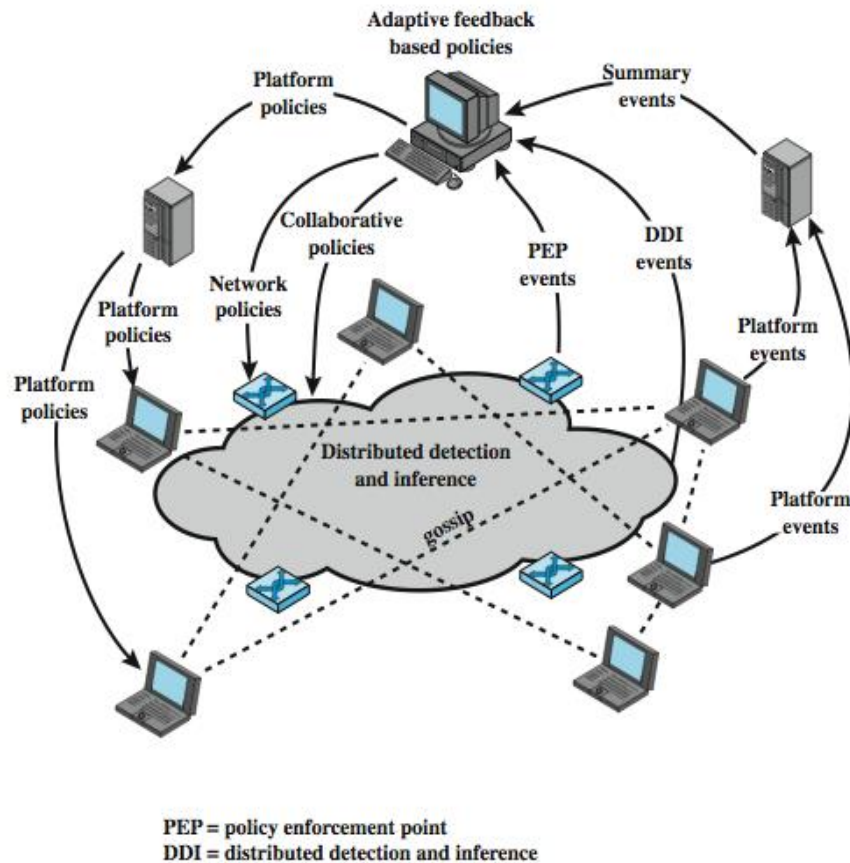 Adaptive feedback
based policies
Platform
policies
Summary
events
Collaborative
policies
PEP
events
DDI
events
Network
policies
Platform
policies
Platform
events
Platform
policies
Distributed detection
and inference
gossip
Platform
events
PEP = policy enforcement point
DDI = distributed detection and inference